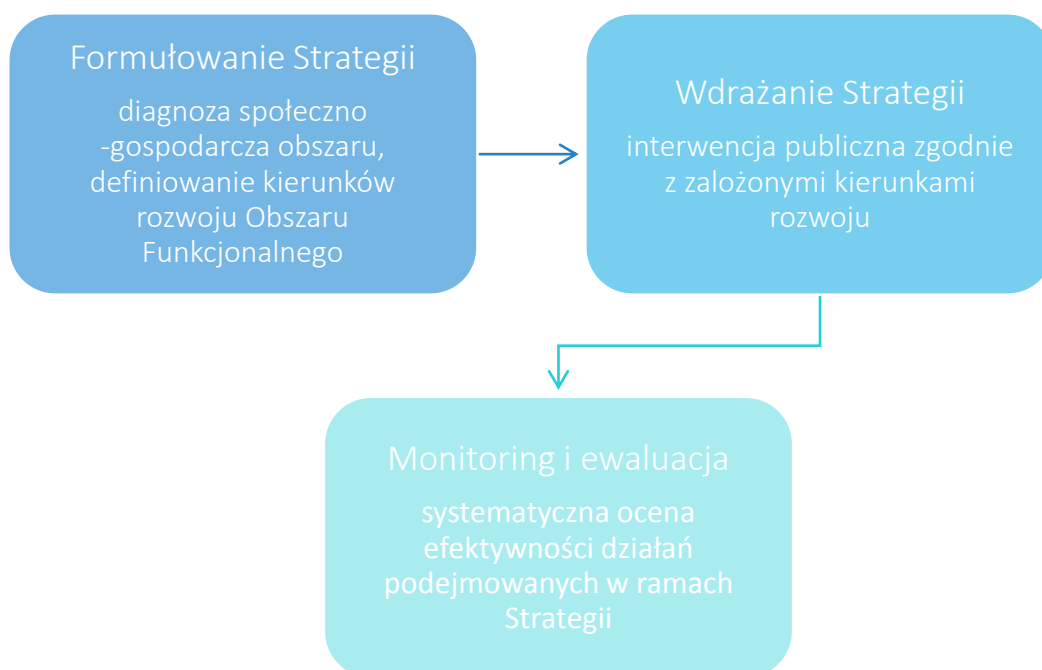 Formułowanie Strategii
diagnoza społeczno
-gospodarcza obszaru,
definiowanie kierunków
rozwoju Obszaru
Funkcjonalnego
Wdrażanie Strategii
interwencja publiczna zgodnie
z założonymi kierunkami
rozwoju
Monitoring i ewaluacja
systematyczna ocena
efektywności działań
podejmowanych w ramach
Strategii